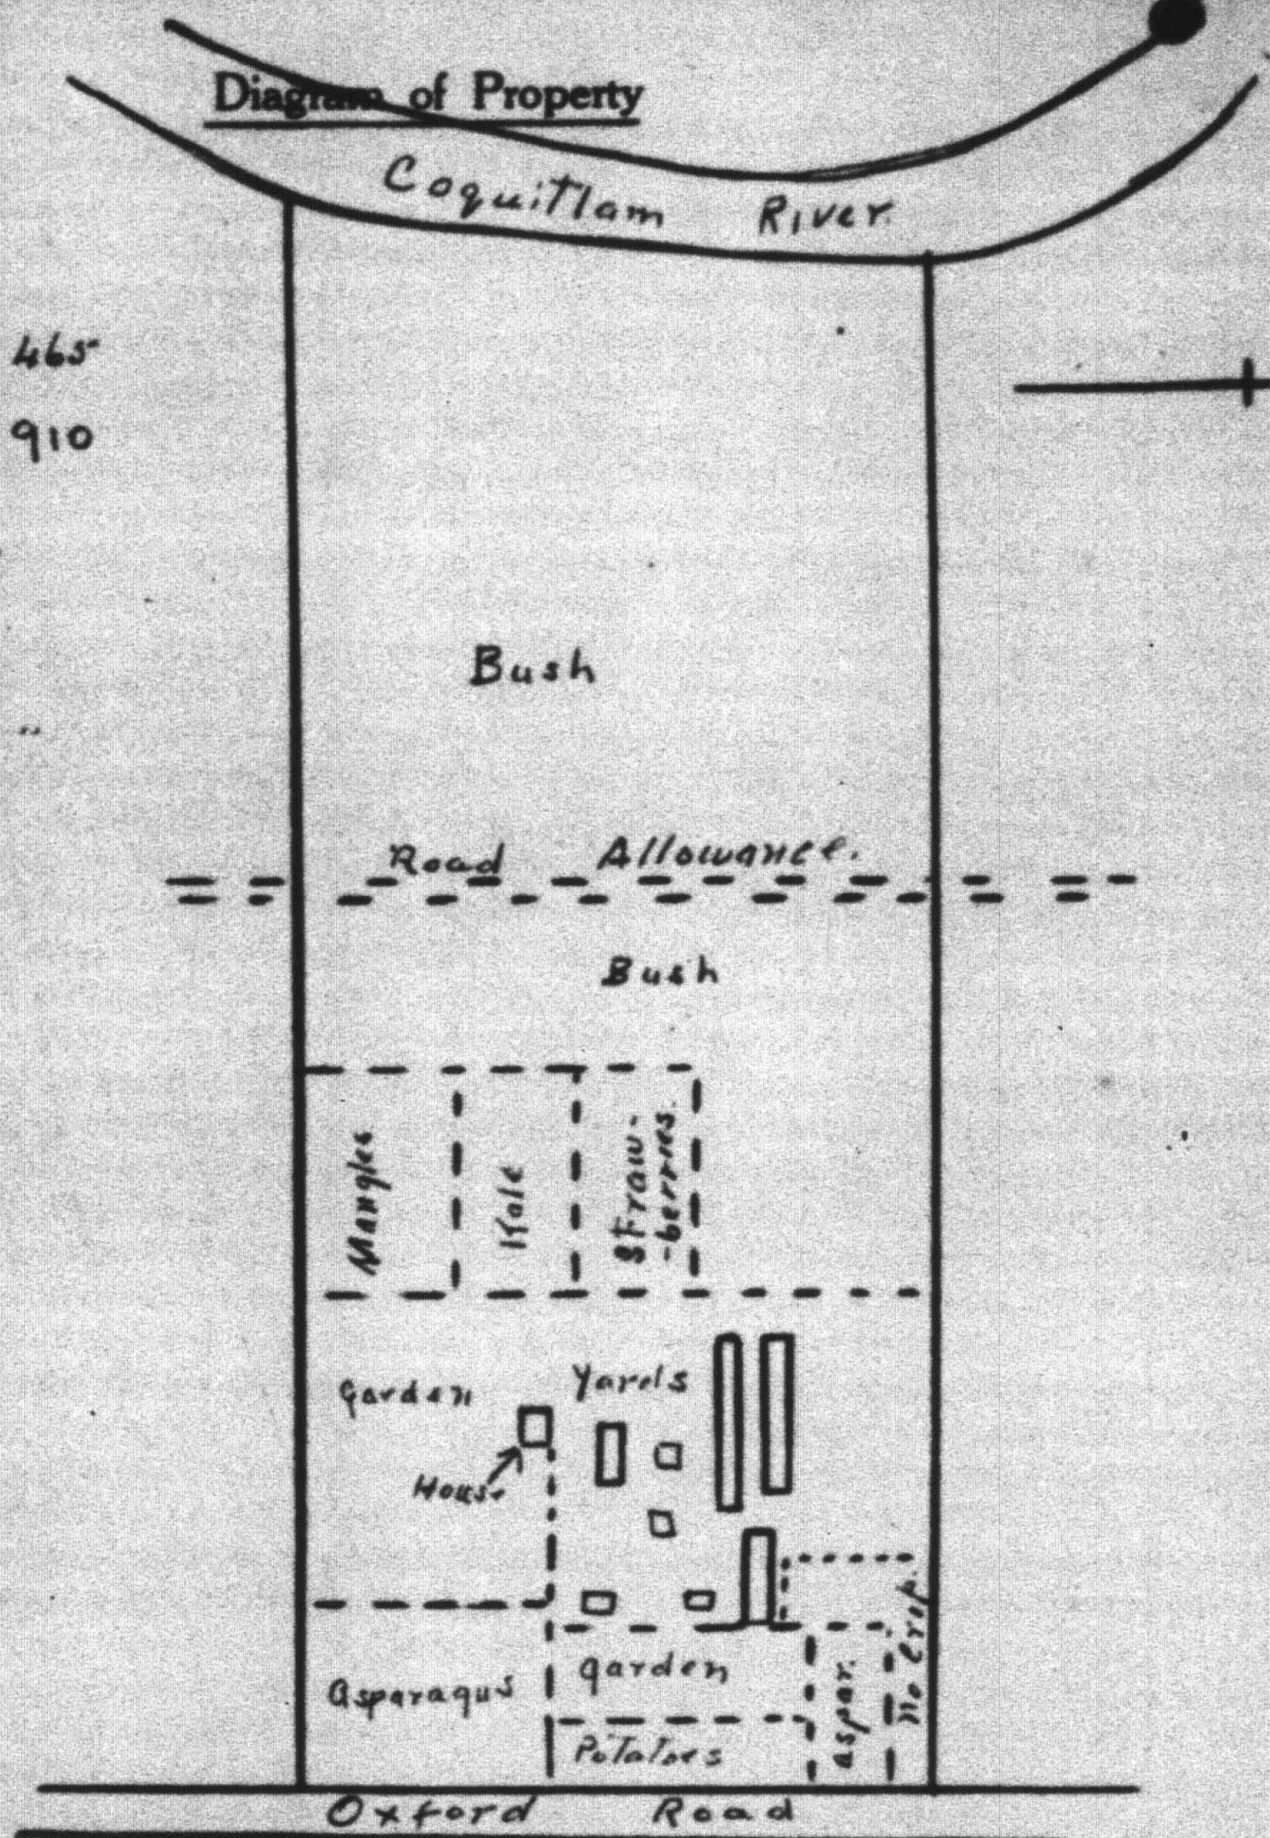 Diagram of Property
Coquitlam River.
465
910
Bush
Road Allowance.
Bush
Mangles
Kale
Straw-
-berries.
Garden
Yards
House
no crop.
Asparagus
garden
aspar.
Potatoes
Oxford Road